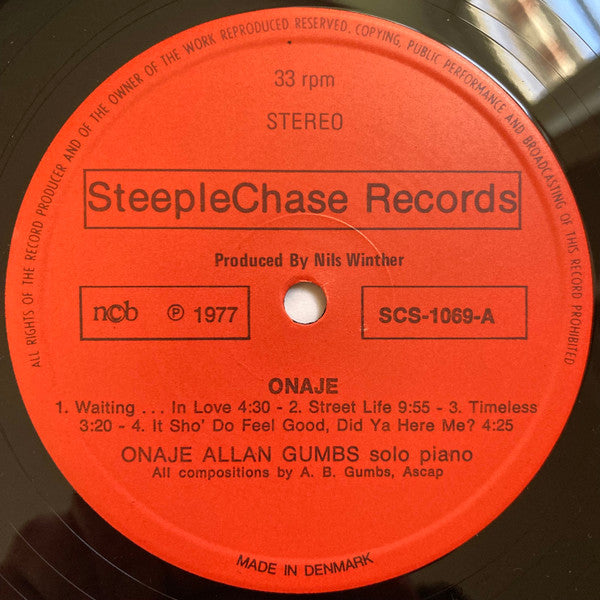 ALL RIGHTS OF THE RECORD PRODUCER AND OF THE OWNER OF THE WORK REPRODUCED RESERVED. COPYING, PUBLIC PERFORMANCE AND BROADCASTING OF THIS RECORD PROHIBITED
33 rpm
STEREO
SteepleChase Records
Produced By Nils Winther
ncb ℗ 1977
SCS-1069-A
ONAJE
1. Waiting . . . In Love 4:30 - 2. Street Life 9:55 - 3. Timeless
3:20 - 4. It Sho' Do Feel Good, Did Ya Here Me? 4:25
ONAJE ALLAN GUMBS solo piano
All compositions by A. B. Gumbs, Ascap
MADE IN DENMARK